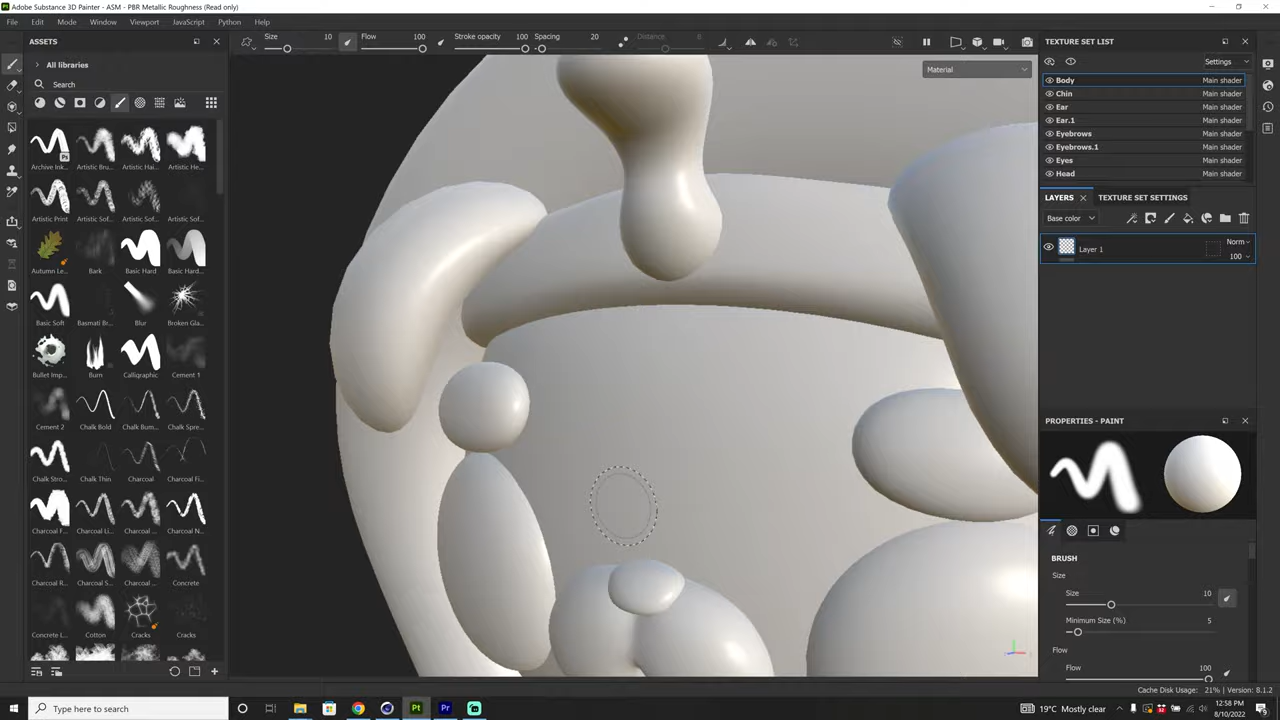 Adobe Substance 3D Painter - ASM - PBR Metallic Roughness (Read only)
File Edit Mode Window Viewport JavaScript Python Help
ASSETS
Size 10 Flow 100 Stroke opacity 100 Spacing 20 Distance 8
TEXTURE SET LIST
All libraries
Settings
Search
Material
Body Main shader
Chin Main shader
Ear Main shader
Ear.1 Main shader
Eyebrows Main shader
Eyebrows.1 Main shader
Eyes Main shader
Head Main shader
Archive Ink... Artistic Bru... Artistic Hai... Artistic He...
Artistic Print Artistic Sof... Artistic Sof... Artistic Sof...
LAYERS TEXTURE SET SETTINGS
Base color
Layer 1 Norm
100
Autumn Le... Bark Basic Hard Basic Hard...
Basic Soft Basmati Br... Blur Broken Gla...
Bullet Imp... Burn Calligraphic Cement 1
Cement 2 Chalk Bold Chalk Bum... Chalk Spre...
PROPERTIES - PAINT
Chalk Stro... Chalk Thin Charcoal Charcoal Fi...
Charcoal F... Charcoal Li... Charcoal ... Charcoal N...
BRUSH
Size
Charcoal R... Charcoal S... Charcoal ... Concrete
Size 10
Minimum Size (%) 5
Concrete L... Cotton Cracks Cracks
Flow
Flow 100
Cache Disk Usage: 21% | Version: 8.1.2
Type here to search
Pt Pr
19°C Mostly clear
12:58 PM
8/10/2022